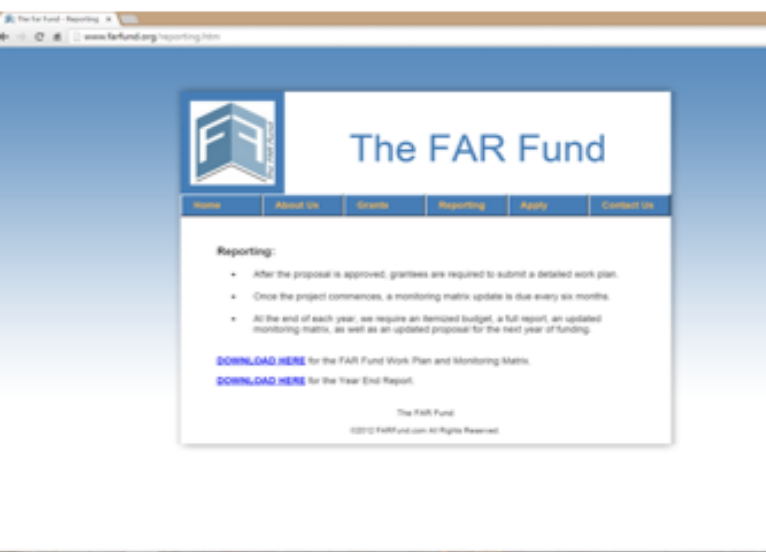 The far Fund - Reporting
www.farfund.org/reporting.htm
The FAR Fund
The FAR Fund
Home About Us Grants Reporting Apply Contact Us
Reporting:
• After the proposal is approved, grantees are required to submit a detailed work plan.
• Once the project commences, a monitoring matrix update is due every six months.
• At the end of each year, we require an itemized budget, a full report, an updated
monitoring matrix, as well as an updated proposal for the next year of funding.
DOWNLOAD HERE for the FAR Fund Work Plan and Monitoring Matrix.
DOWNLOAD HERE for the Year End Report.
The FAR Fund
©2012 FARFund.com All Rights Reserved.